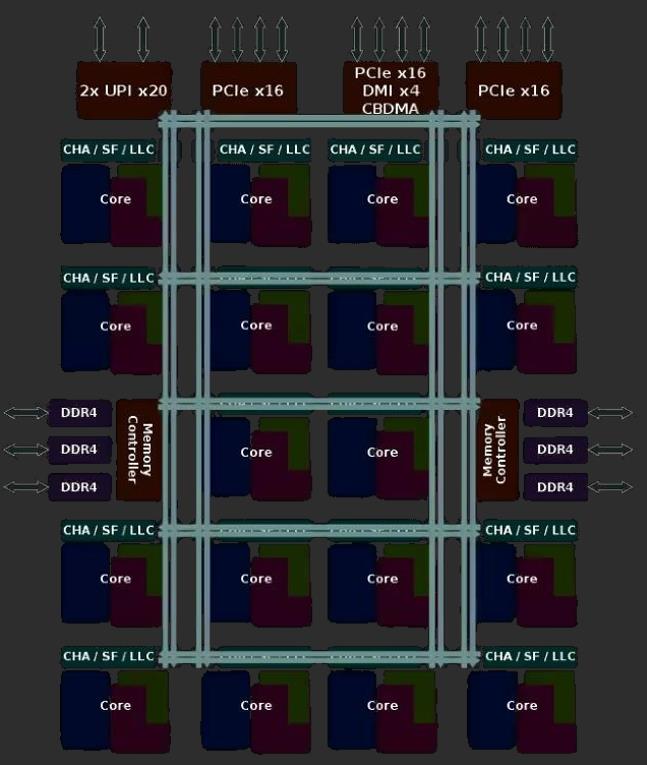 2x UPI x20
PCIe x16
PCIe x16
DMI x4
CBDMA
PCIe x16
CHA / SF / LLC
CHA / SF / LLC
CHA / SF / LLC
CHA / SF / LLC
Core
Core
Core
Core
CHA / SF / LLC
CHA / SF / LLC
Core
Core
Core
Core
DDR4
DDR4
DDR4
Memory
Controller
Core
Core
Memory
Controller
DDR4
DDR4
DDR4
CHA / SF / LLC
CHA / SF / LLC
Core
Core
Core
Core
CHA / SF / LLC
CHA / SF / LLC
Core
Core
Core
Core